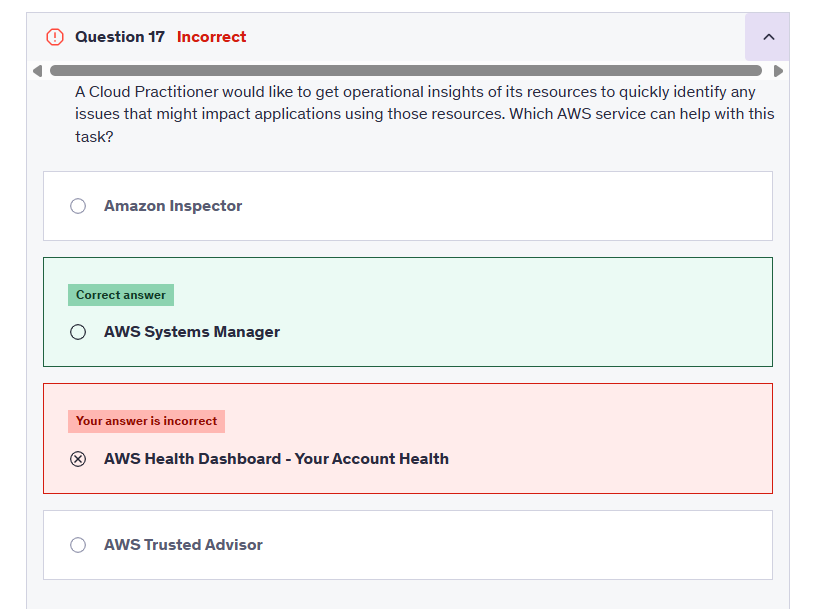 Question 17 Incorrect
A Cloud Practitioner would like to get operational insights of its resources to quickly identify any
issues that might impact applications using those resources. Which AWS service can help with this
task?
Amazon Inspector
Correct answer
AWS Systems Manager
Your answer is incorrect
AWS Health Dashboard - Your Account Health
AWS Trusted Advisor